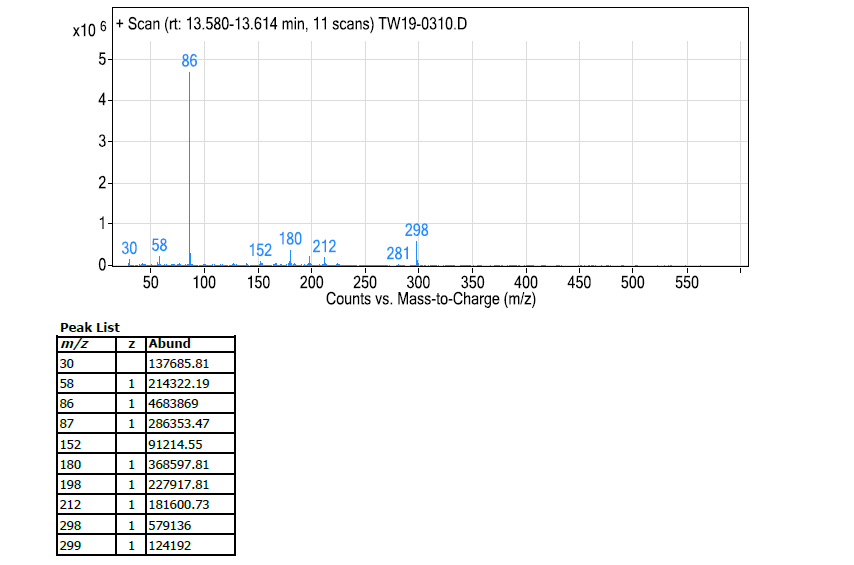 x10 6
+ Scan (rt: 13.580-13.614 min, 11 scans) TW19-0310.D
5
4
3
2
1
0
86
30
58
152
180
212
281
298
50 100 150 200 250 300 350 400 450 500 550
Counts vs. Mass-to-Charge (m/z)
Peak List
m/z z Abund
30 137685.81
58 1 214322.19
86 1 4683869
87 1 286353.47
152 91214.55
180 1 368597.81
198 1 227917.81
212 1 181600.73
298 1 579136
299 1 124192